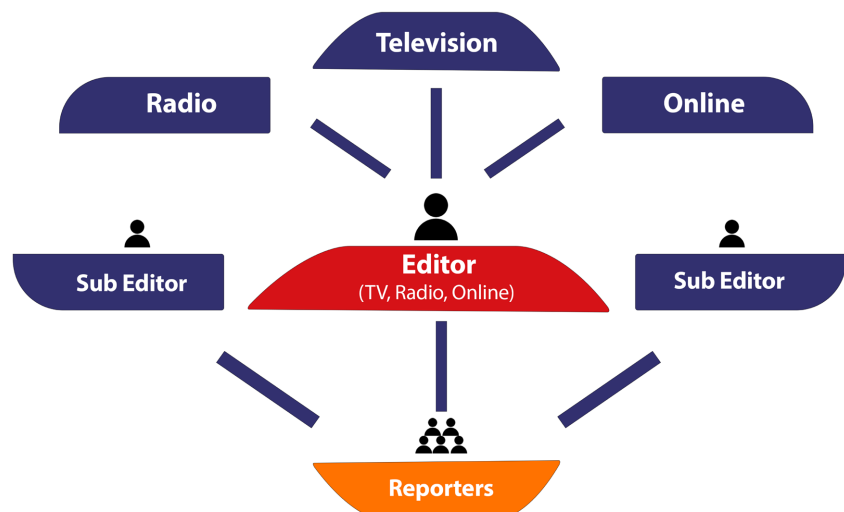 Television
Radio
Online
Editor
(TV, Radio, Online)
Sub Editor
Sub Editor
Reporters